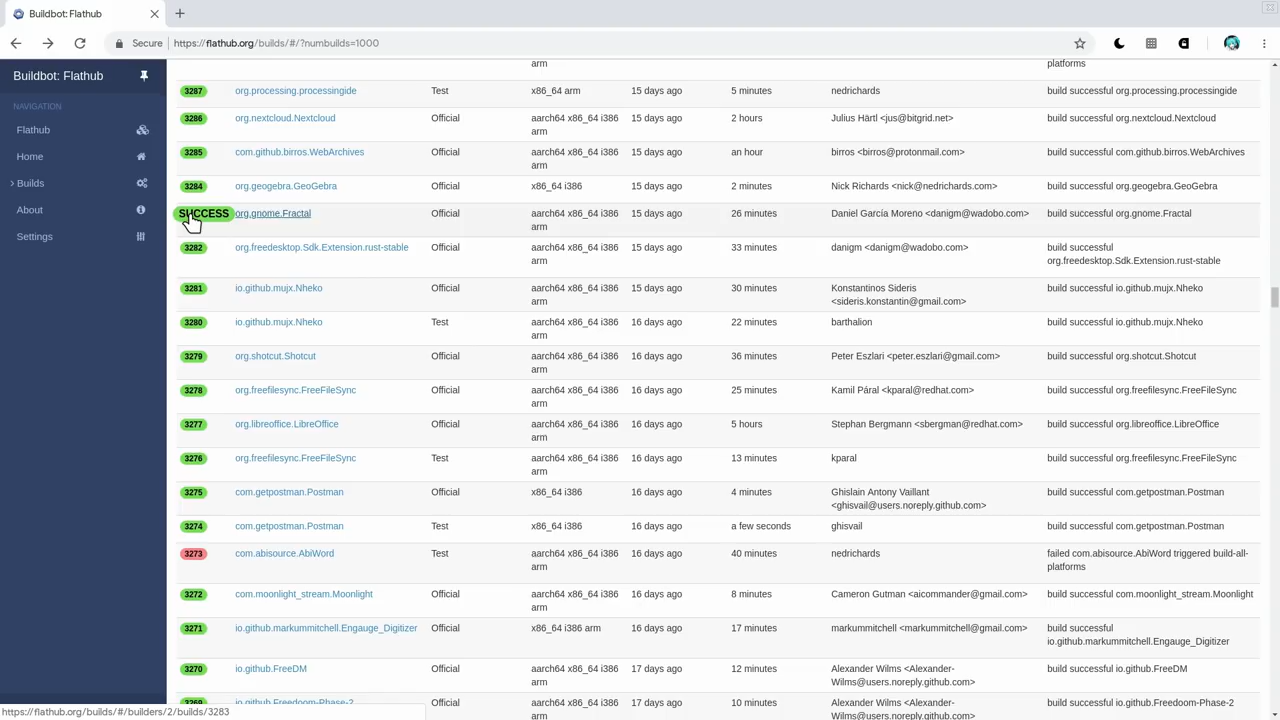 Buildbot: Flathub
Secure https://flathub.org/builds/#/?numbuilds=1000
Buildbot: Flathub
NAVIGATION
Flathub
Home
Builds
About
Settings
arm platforms
3287 org.processing.processingide Test x86_64 arm 15 days ago 5 minutes nedrichards build successful org.processing.processingide
3286 org.nextcloud.Nextcloud Official aarch64 x86_64 i386 15 days ago 2 hours Julius Härtl <jus@bitgrid.net> build successful org.nextcloud.Nextcloud
arm
3285 com.github.birros.WebArchives Official aarch64 x86_64 i386 15 days ago an hour birros <birros@protonmail.com> build successful com.github.birros.WebArchives
arm
3284 org.geogebra.GeoGebra Official x86_64 i386 15 days ago 2 minutes Nick Richards <nick@nedrichards.com> build successful org.geogebra.GeoGebra
SUCCESS org.gnome.Fractal Official aarch64 x86_64 i386 15 days ago 26 minutes Daniel García Moreno <danigm@wadobo.com> build successful org.gnome.Fractal
arm
3282 org.freedesktop.Sdk.Extension.rust-stable Official aarch64 x86_64 i386 15 days ago 33 minutes danigm <danigm@wadobo.com> build successful
arm org.freedesktop.Sdk.Extension.rust-stable
3281 io.github.mujx.Nheko Official aarch64 x86_64 i386 15 days ago 30 minutes Konstantinos Sideris build successful io.github.mujx.Nheko
arm <sideris.konstantin@gmail.com>
3280 io.github.mujx.Nheko Test aarch64 x86_64 i386 16 days ago 22 minutes barthalion build successful io.github.mujx.Nheko
arm
3279 org.shotcut.Shotcut Official aarch64 x86_64 i386 16 days ago 36 minutes Peter Eszlari <peter.eszlari@gmail.com> build successful org.shotcut.Shotcut
arm
3278 org.freefilesync.FreeFileSync Official aarch64 x86_64 i386 16 days ago 25 minutes Kamil Páral <kparal@redhat.com> build successful org.freefilesync.FreeFileSync
arm
3277 org.libreoffice.LibreOffice Official aarch64 x86_64 i386 16 days ago 5 hours Stephan Bergmann <sbergman@redhat.com> build successful org.libreoffice.LibreOffice
arm
3276 org.freefilesync.FreeFileSync Test aarch64 x86_64 i386 16 days ago 13 minutes kparal build successful org.freefilesync.FreeFileSync
arm
3275 com.getpostman.Postman Official x86_64 i386 16 days ago 4 minutes Ghislain Antony Vaillant build successful com.getpostman.Postman
<ghisvail@users.noreply.github.com>
3274 com.getpostman.Postman Test x86_64 i386 16 days ago a few seconds ghisvail build successful com.getpostman.Postman
3273 com.abisource.AbiWord Test aarch64 x86_64 i386 16 days ago 40 minutes nedrichards failed com.abisource.AbiWord triggered build-all-
arm platforms
3272 com.moonlight_stream.Moonlight Official aarch64 x86_64 i386 16 days ago 8 minutes Cameron Gutman <aicommander@gmail.com> build successful com.moonlight_stream.Moonlight
arm
3271 io.github.markummitchell.Engauge_Digitizer Official x86_64 i386 arm 16 days ago 17 minutes markummitchell <markummitchell@gmail.com> build successful
io.github.markummitchell.Engauge_Digitizer
3270 io.github.FreeDM Official aarch64 x86_64 i386 17 days ago 12 minutes Alexander Wilms <Alexander- build successful io.github.FreeDM
arm Wilms@users.noreply.github.com>
3269 io.github.Freedoom-Phase-2 Official aarch64 x86_64 i386 17 days ago 10 minutes Alexander Wilms <Alexander- build successful io.github.Freedoom-Phase-2
arm Wilms@users.noreply.github.com>
https://flathub.org/builds/#/builders/2/builds/3283